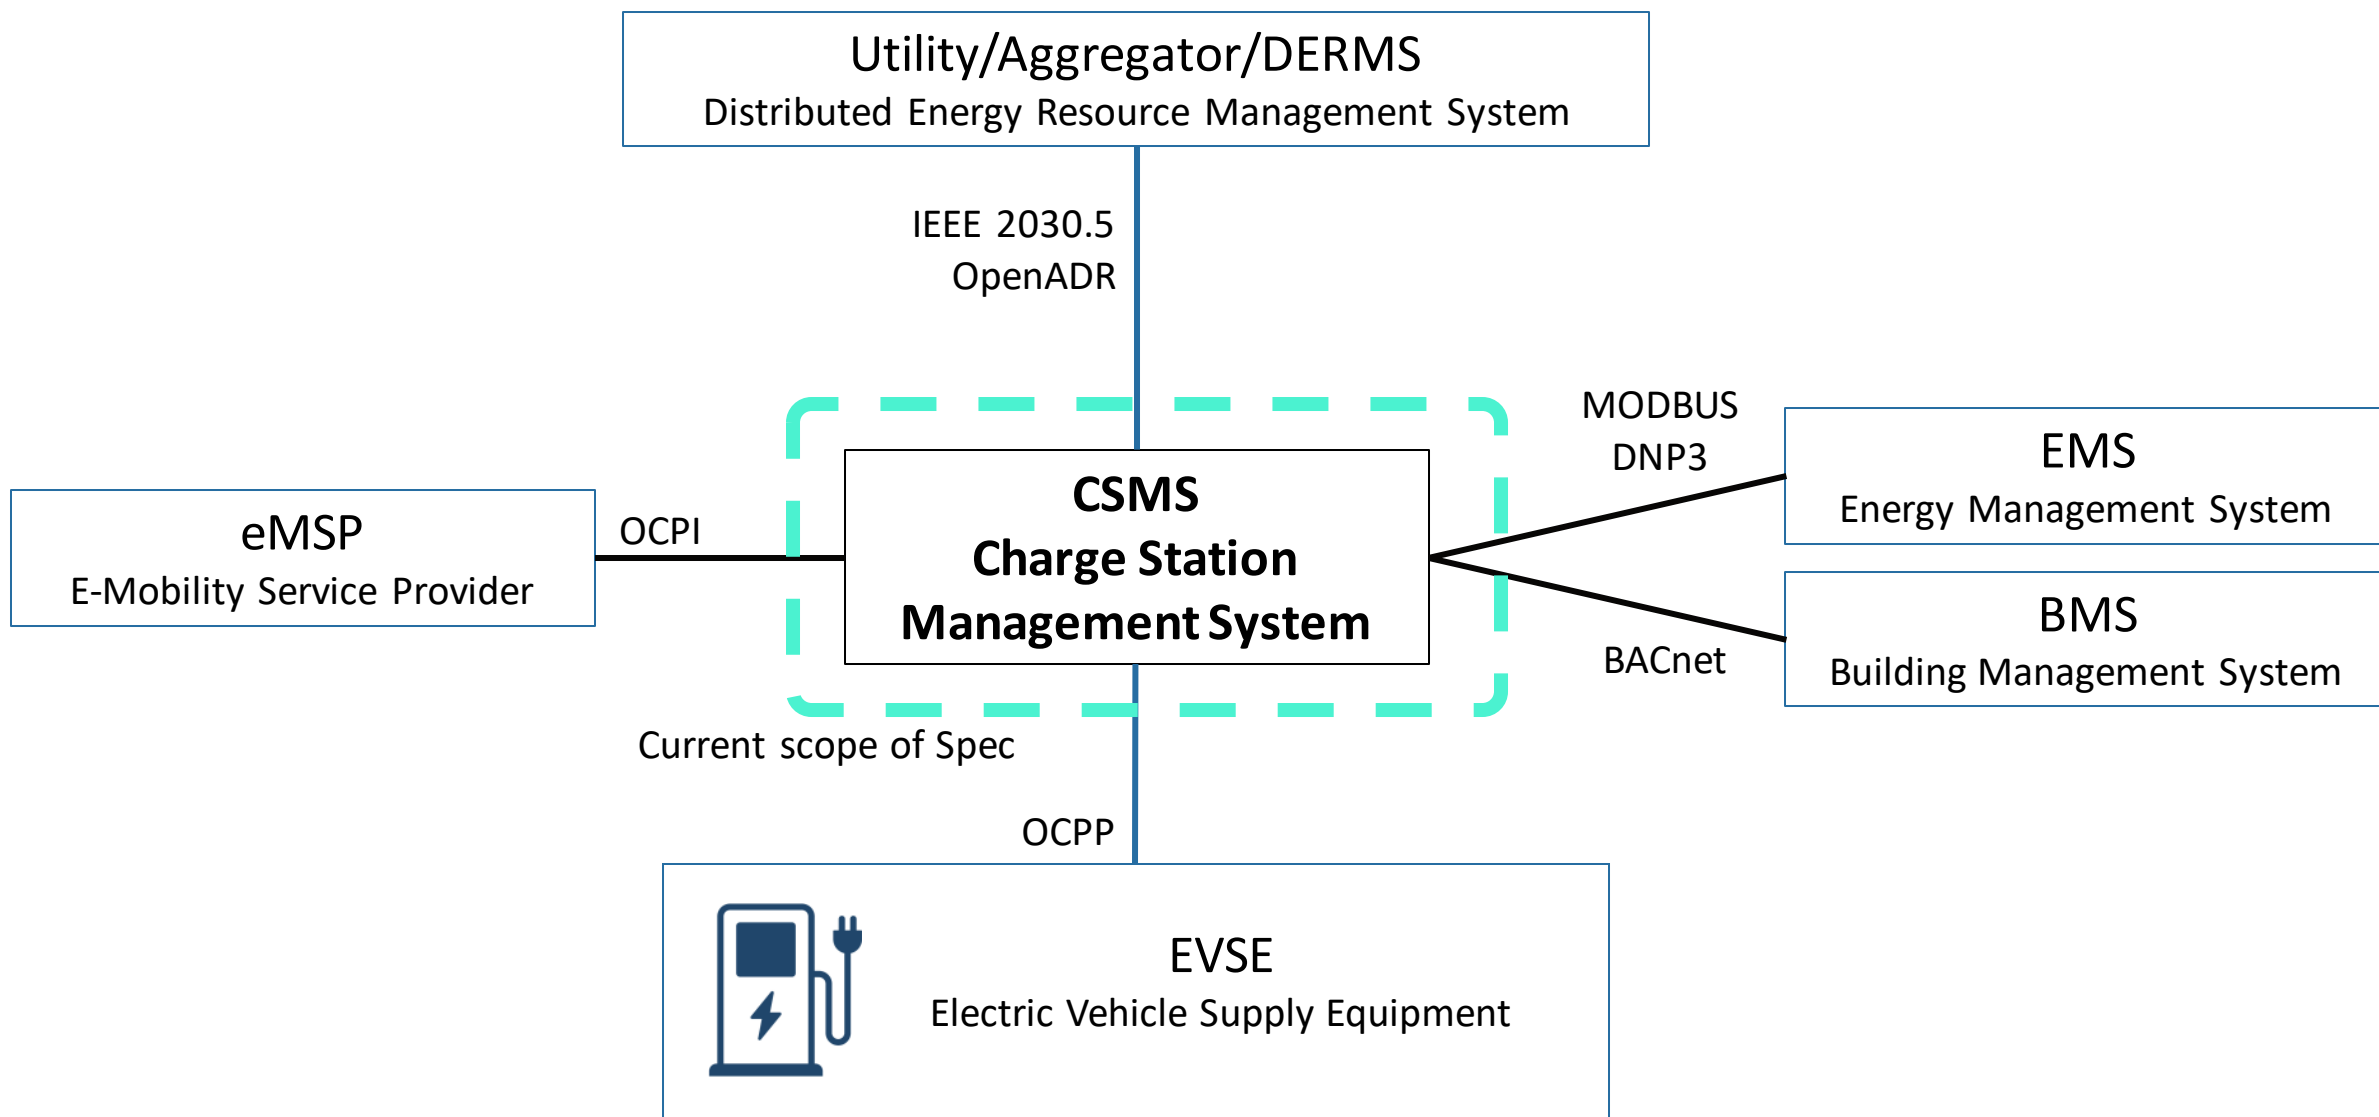 Utility/Aggregator/DERMS
Distributed Energy Resource Management System
IEEE 2030.5
OpenADR
MODBUS
DNP3
EMS
Energy Management System
eMSP
E-Mobility Service Provider
OCPI
CSMS
Charge Station
Management System
BMS
Building Management System
BACnet
Current scope of Spec
OCPP
EVSE
Electric Vehicle Supply Equipment